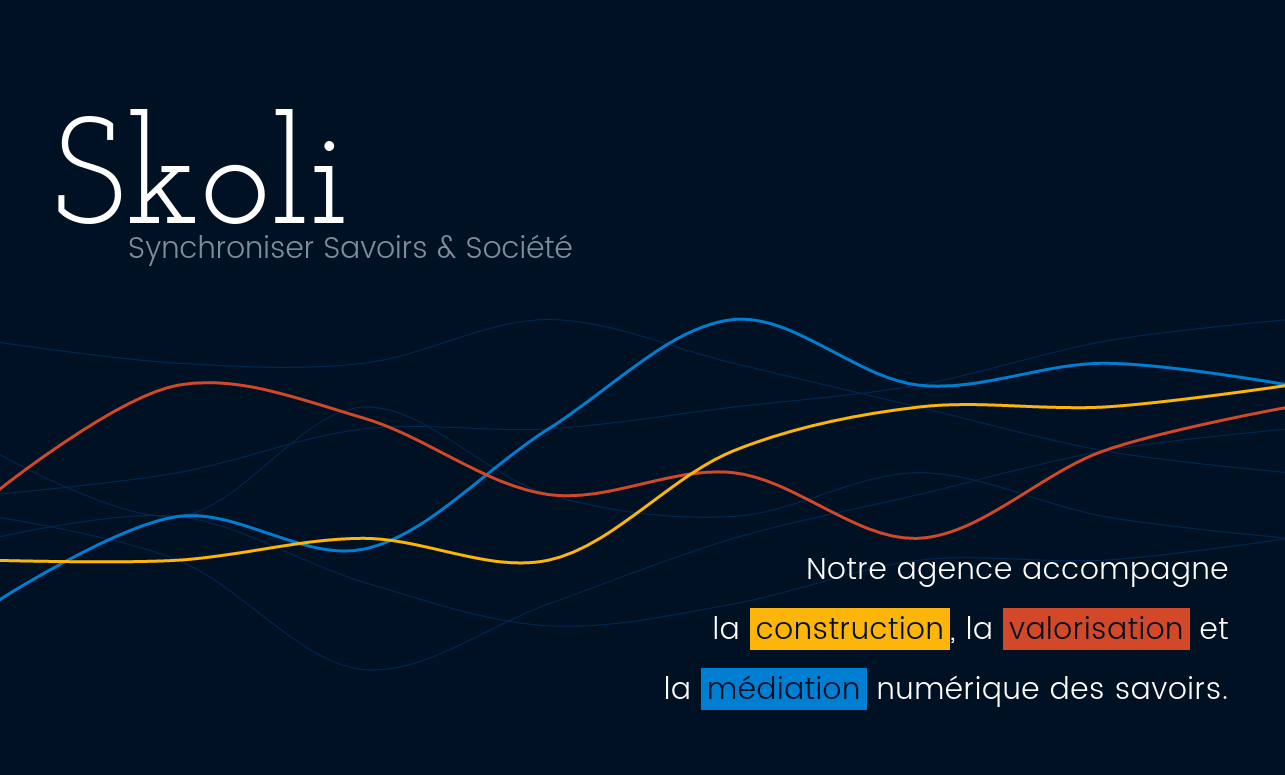 Skoli
Synchroniser Savoirs & Société
Notre agence accompagne
la construction, la valorisation et
la médiation numérique des savoirs.